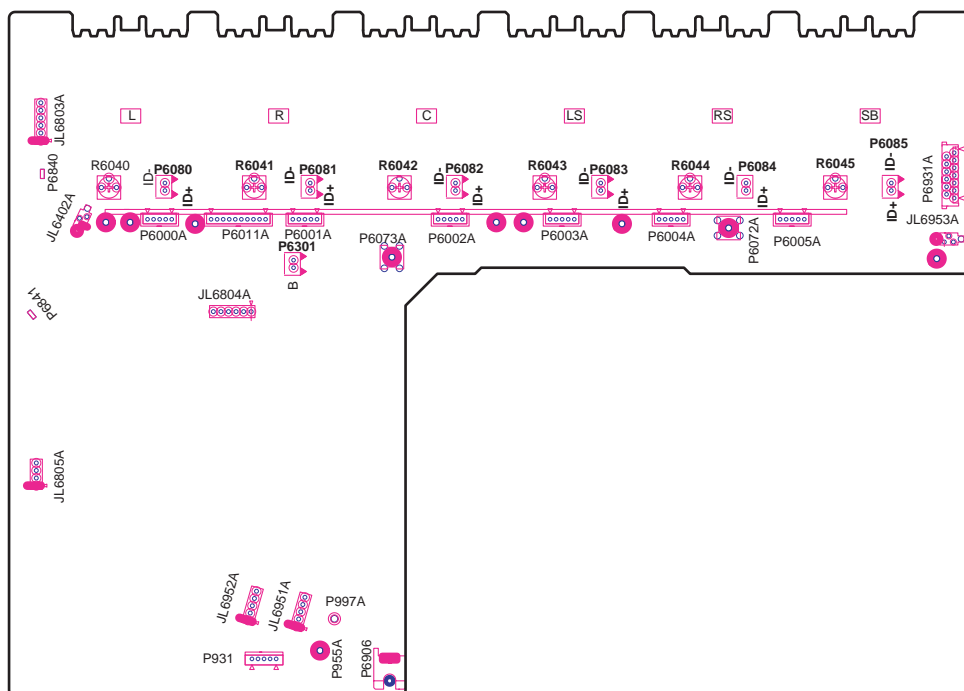 L
R
C
LS
RS
SB
JL6803A
P6840
JL6402A
R6040
ID-
P6080
ID+
R6041
ID-
P6081
ID+
R6042
ID-
P6082
ID+
R6043
ID-
P6083
ID+
R6044
ID-
P6084
ID+
R6045
P6085
ID-
ID+
P6931A
JL6953A
P6000A
P6011A
P6001A
P6301
B
P6073A
P6002A
P6003A
P6004A
P6072A
P6005A
P6841
JL6804A
JL6805A
JL6952A
JL6951A
P997A
P931
P955A
P6906